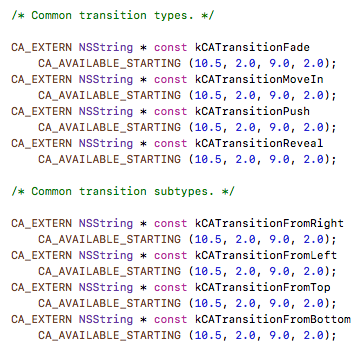 /* Common transition types. */
CA_EXTERN NSString * const kCATransitionFade
CA_AVAILABLE_STARTING (10.5, 2.0, 9.0, 2.0);
CA_EXTERN NSString * const kCATransitionMoveIn
CA_AVAILABLE_STARTING (10.5, 2.0, 9.0, 2.0);
CA_EXTERN NSString * const kCATransitionPush
CA_AVAILABLE_STARTING (10.5, 2.0, 9.0, 2.0);
CA_EXTERN NSString * const kCATransitionReveal
CA_AVAILABLE_STARTING (10.5, 2.0, 9.0, 2.0);
/* Common transition subtypes. */
CA_EXTERN NSString * const kCATransitionFromRight
CA_AVAILABLE_STARTING (10.5, 2.0, 9.0, 2.0);
CA_EXTERN NSString * const kCATransitionFromLeft
CA_AVAILABLE_STARTING (10.5, 2.0, 9.0, 2.0);
CA_EXTERN NSString * const kCATransitionFromTop
CA_AVAILABLE_STARTING (10.5, 2.0, 9.0, 2.0);
CA_EXTERN NSString * const kCATransitionFromBottom
CA_AVAILABLE_STARTING (10.5, 2.0, 9.0, 2.0);